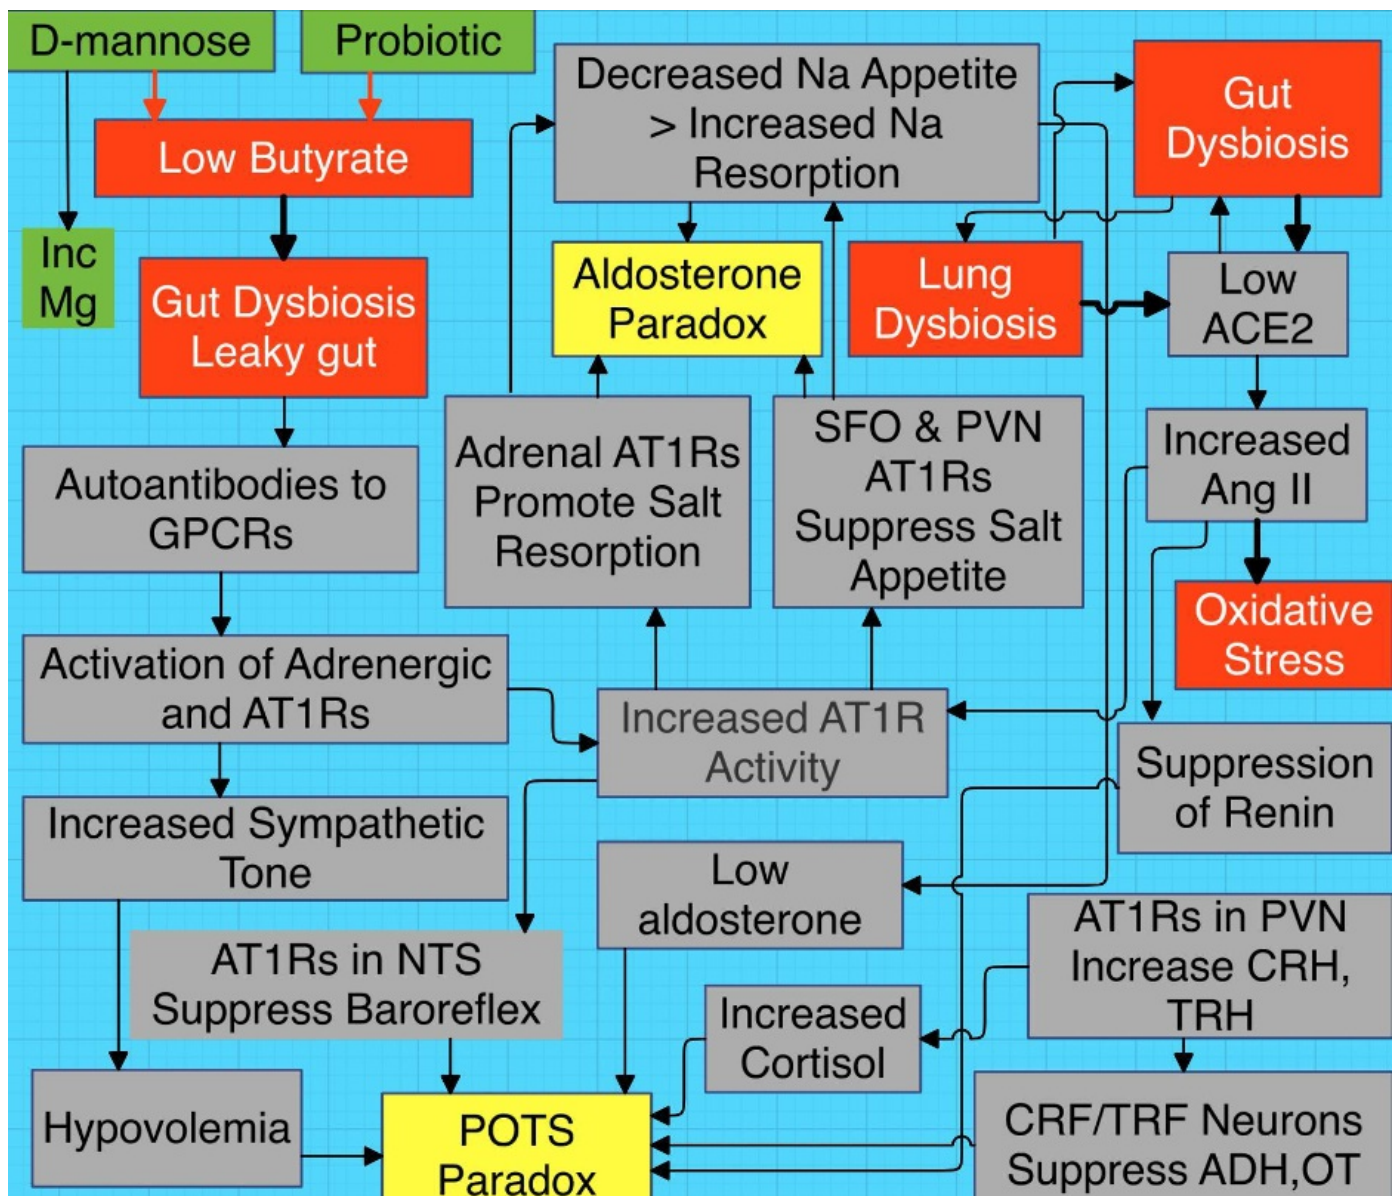 D-mannose
Probiotic
Decreased Na Appetite
> Increased Na
Resorption
Gut
Dysbiosis
Low Butyrate
Inc
Mg
Gut Dysbiosis
Leaky gut
Aldosterone
Paradox
Lung
Dysbiosis
Low
ACE2
Autoantibodies to
GPCRs
Adrenal AT1Rs
Promote Salt
Resorption
SFO & PVN
AT1Rs
Suppress Salt
Appetite
Increased
Ang II
Oxidative
Stress
Activation of Adrenergic
and AT1Rs
Increased AT1R
Activity
Suppression
of Renin
Increased Sympathetic
Tone
Low
aldosterone
AT1Rs in PVN
Increase CRH,
TRH
AT1Rs in NTS
Suppress Baroreflex
Increased
Cortisol
Hypovolemia
POTS
Paradox
CRF/TRF Neurons
Suppress ADH,OT